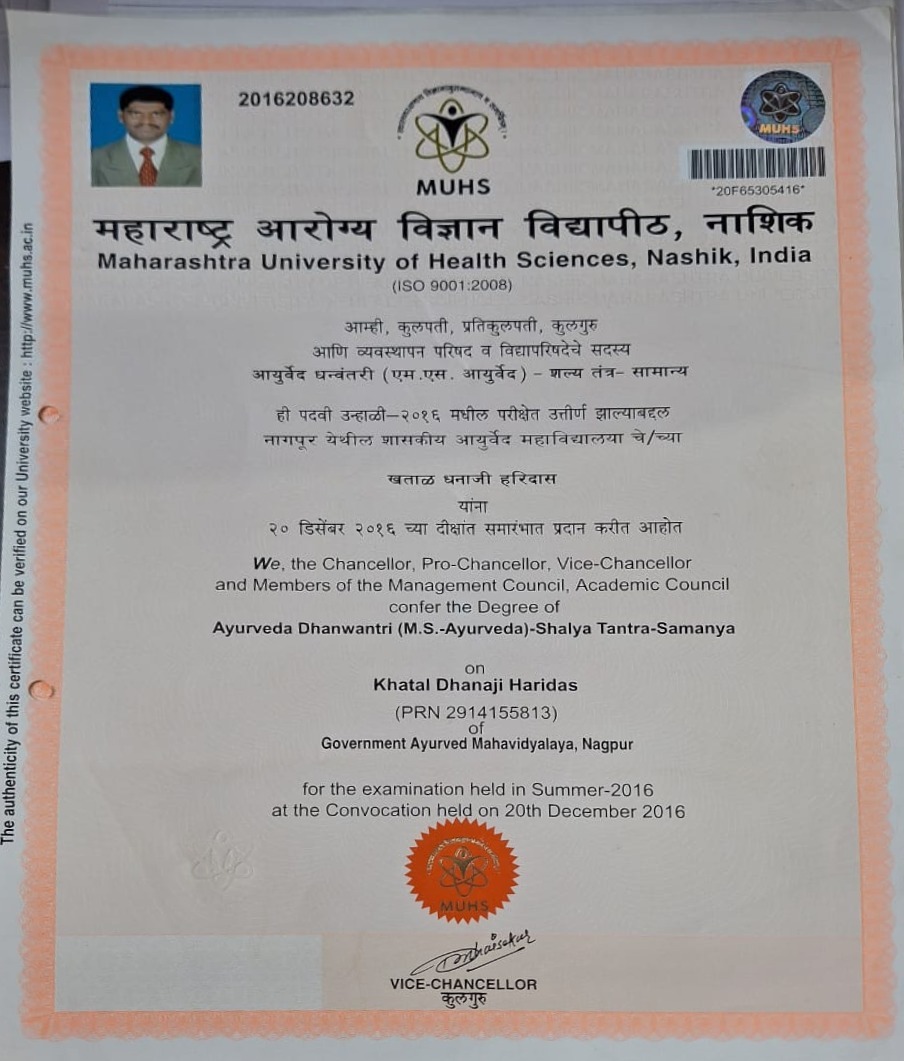 2016208632
MUHS
MUHS
*20F65305416*
महाराष्ट्र आरोग्य विज्ञान विद्यापीठ, नाशिक
Maharashtra University of Health Sciences, Nashik, India
(ISO 9001:2008)
आम्ही, कुलपती, प्रतिकुलपती, कुलगुरु
आणि व्यवस्थापन परिषद व विद्यापरिषदेचे सदस्य
आयुर्वेद धन्वंतरी (एम.एस. आयुर्वेद) - शल्य तंत्र- सामान्य
ही पदवी उन्हाळी-२०१६ मधील परीक्षेत उत्तीर्ण झाल्याबद्दल
नागपूर येथील शासकीय आयुर्वेद महाविद्यालया चे/च्या
खताळ धनाजी हरिदास
यांना
२० डिसेंबर २०१६ च्या दीक्षांत समारंभात प्रदान करीत आहोत
We, the Chancellor, Pro-Chancellor, Vice-Chancellor
and Members of the Management Council, Academic Council
confer the Degree of
Ayurveda Dhanwantri (M.S.-Ayurveda)-Shalya Tantra-Samanya
on
Khatal Dhanaji Haridas
(PRN 2914155813)
of
Government Ayurved Mahavidyalaya, Nagpur
for the examination held in Summer-2016
at the Convocation held on 20th December 2016
MUHS
VICE-CHANCELLOR
कुलगुरु
The authenticity of this certificate can be verified on our University website : http://www.muhs.ac.in